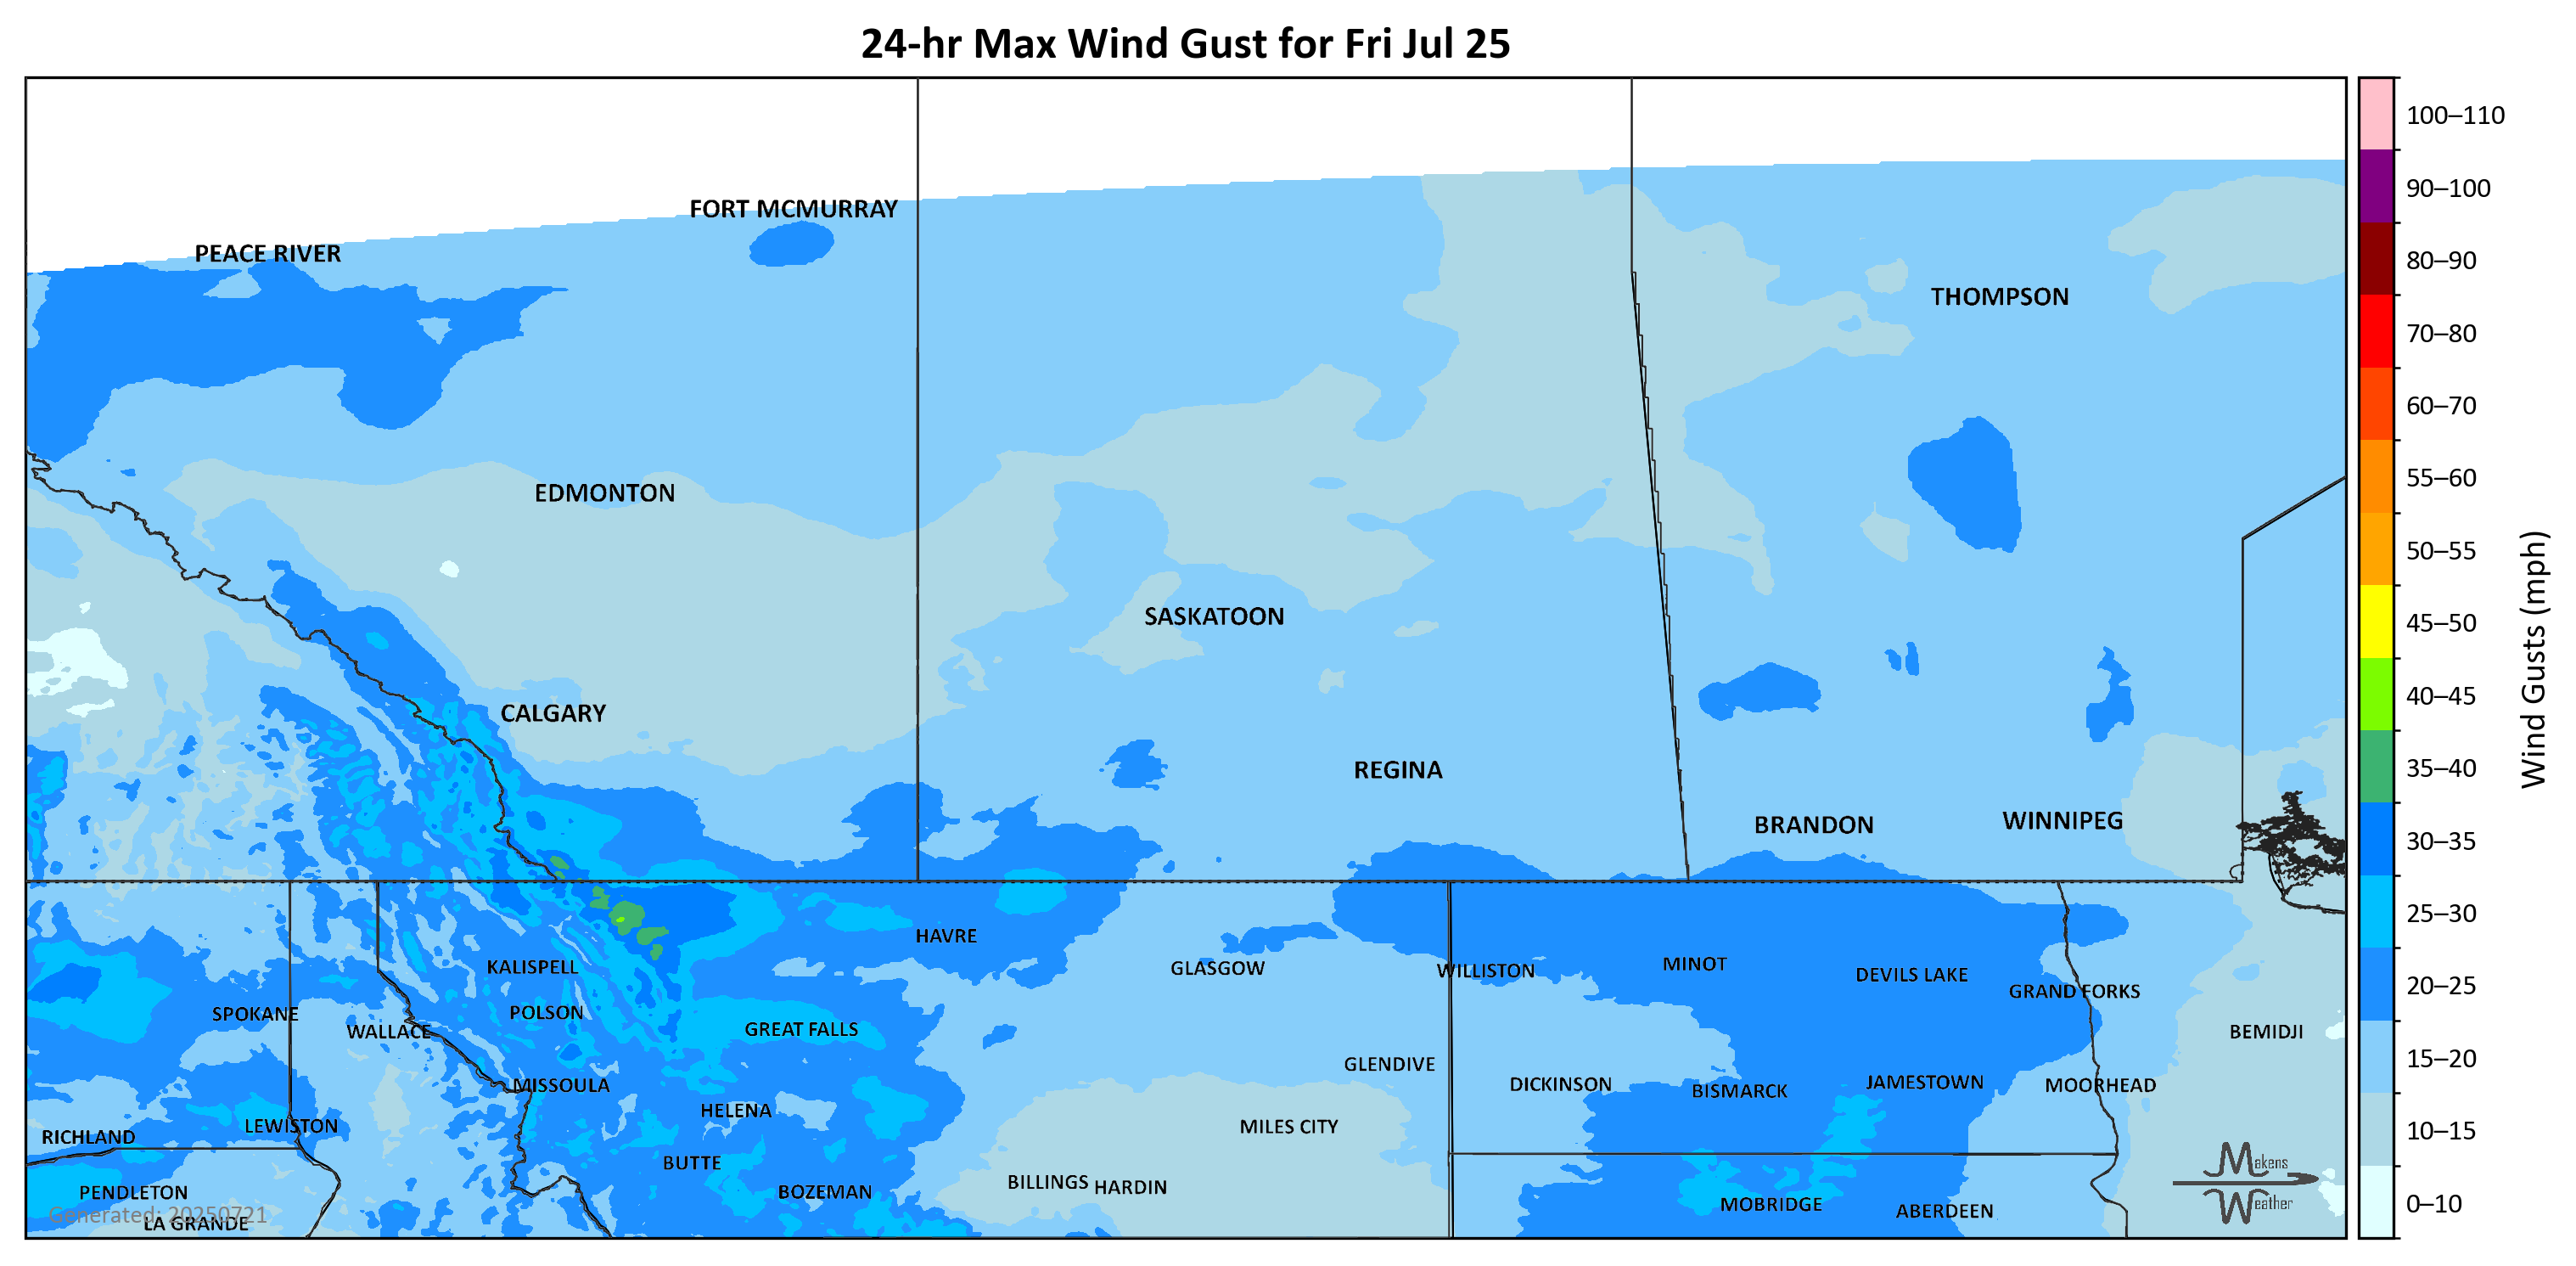 24-hr Max Wind Gust for Fri Jul 25
100–110
90–100
80–90
70–80
60–70
55–60
50–55
45–50
40–45
35–40
30–35
25–30
20–25
15–20
10–15
0–10
Wind Gusts (mph)
FORT MCMURRAY
PEACE RIVER
THOMPSON
EDMONTON
SASKATOON
CALGARY
REGINA
BRANDON
WINNIPEG
HAVRE
KALISPELL
GLASGOW
WILLISTON
MINOT
DEVILS LAKE
GRAND FORKS
SPOKANE
POLSON
WALLACE
GREAT FALLS
BEMIDJI
GLENDIVE
MISSOULA
DICKINSON
BISMARCK
JAMESTOWN
MOORHEAD
HELENA
LEWISTON
MILES CITY
RICHLAND
BUTTE
BILLINGS
HARDIN
PENDLETON
BOZEMAN
MOBRIDGE
ABERDEEN
Generated: 20250721
LA GRANDE
Makens
Weather